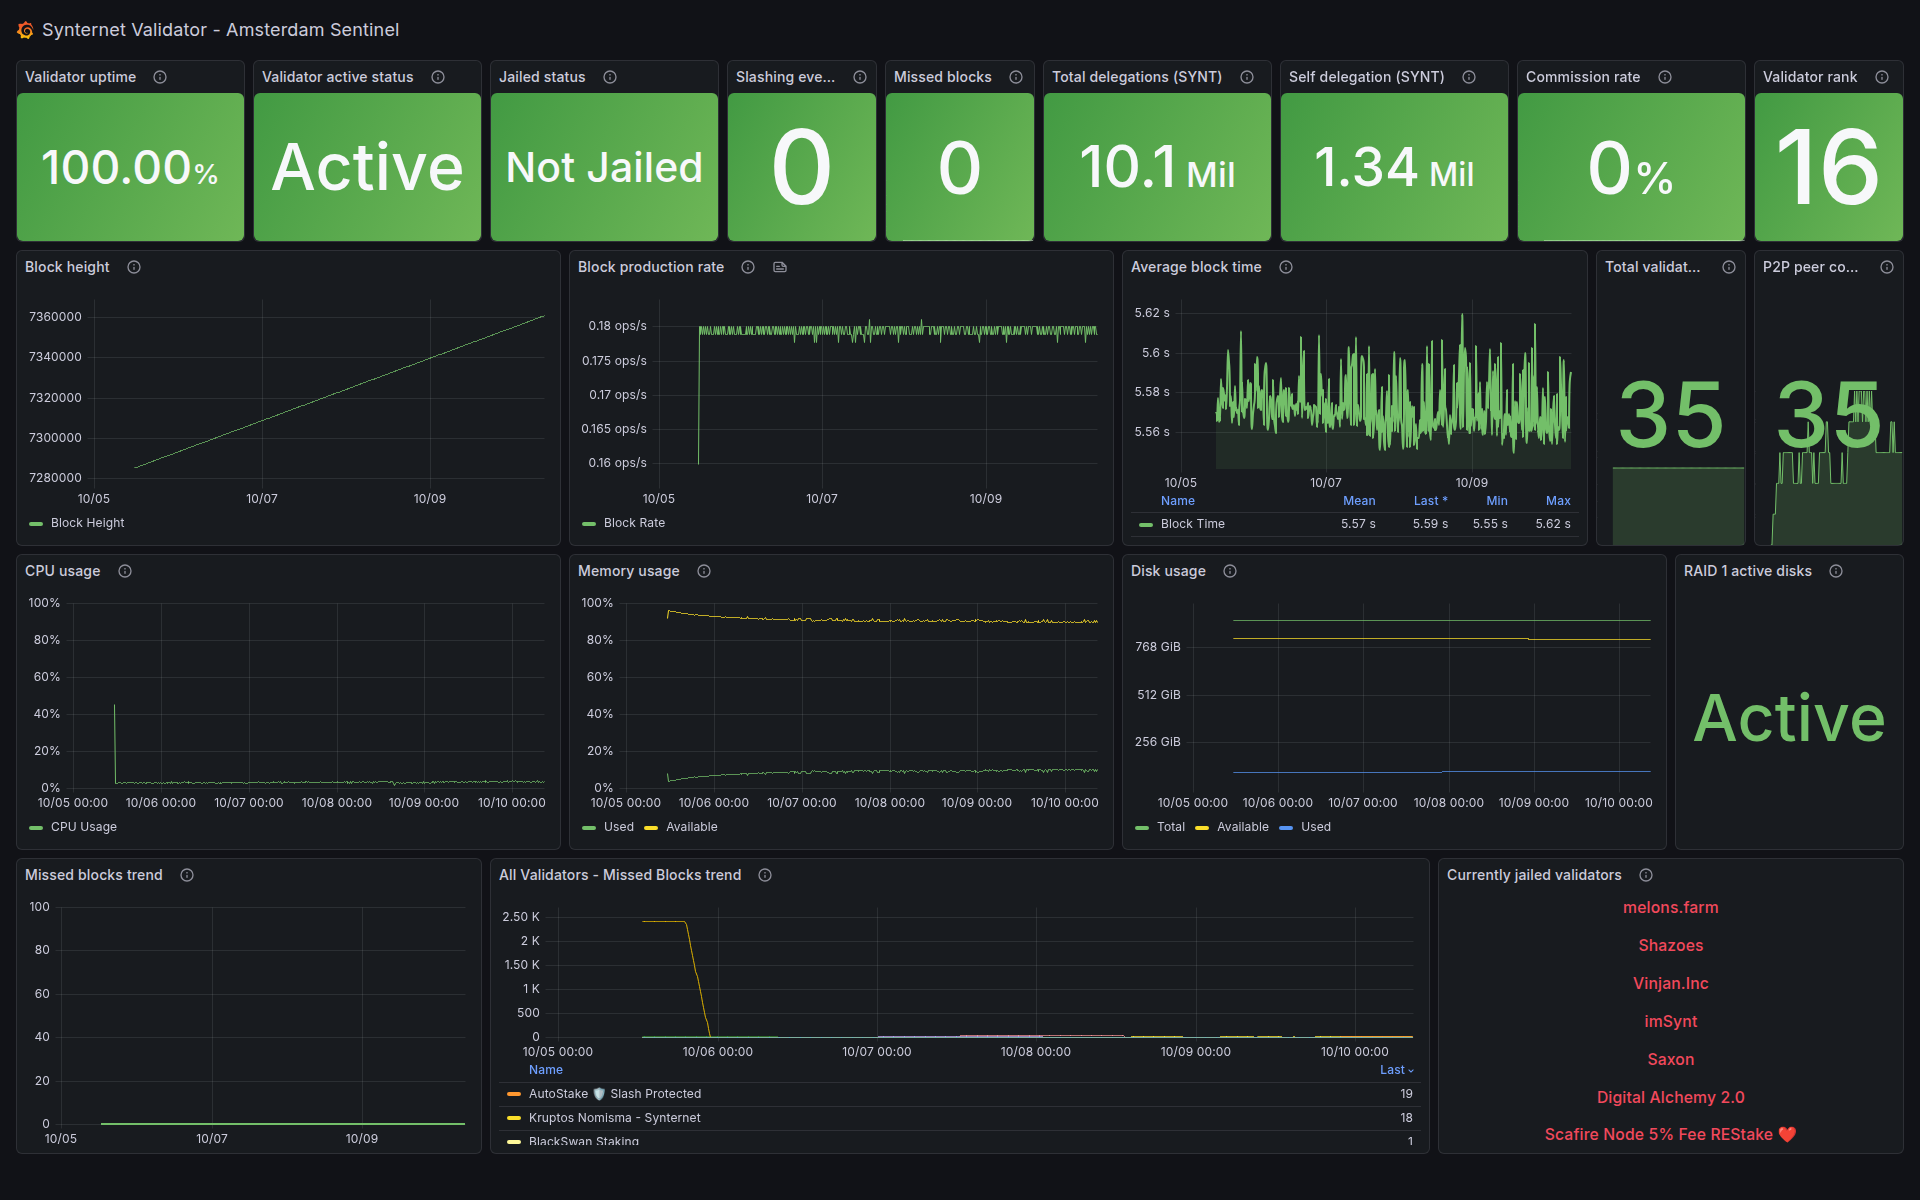 Synternet Validator - Amsterdam Sentinel
Validator uptime
100.00%
Validator active status
Active
Jailed status
Not Jailed
Slashing eve...
0
Missed blocks
0
Total delegations (SYNT)
10.1 Mil
Self delegation (SYNT)
1.34 Mil
Commission rate
0%
Validator rank
16
Block height
7360000
7340000
7320000
7300000
7280000
10/05 10/07 10/09
Block Height
Block production rate
0.18 ops/s
0.175 ops/s
0.17 ops/s
0.165 ops/s
0.16 ops/s
10/05 10/07 10/09
Block Rate
Average block time
5.62 s
5.6 s
5.58 s
5.56 s
10/05 10/07 10/09
Name Mean Last * Min Max
Block Time 5.57 s 5.59 s 5.55 s 5.62 s
Total validat...
35
P2P peer co...
35
CPU usage
100%
80%
60%
40%
20%
0%
10/05 00:00 10/06 00:00 10/07 00:00 10/08 00:00 10/09 00:00 10/10 00:00
CPU Usage
Memory usage
100%
80%
60%
40%
20%
0%
10/05 00:00 10/06 00:00 10/07 00:00 10/08 00:00 10/09 00:00 10/10 00:00
Used Available
Disk usage
768 GiB
512 GiB
256 GiB
10/05 00:00 10/06 00:00 10/07 00:00 10/08 00:00 10/09 00:00 10/10 00:00
Total Available Used
RAID 1 active disks
Active
Missed blocks trend
100
80
60
40
20
0
10/05 10/07 10/09
All Validators - Missed Blocks trend
2.50 K
2 K
1.50 K
1 K
500
0
10/05 00:00 10/06 00:00 10/07 00:00 10/08 00:00 10/09 00:00 10/10 00:00
Name Last
AutoStake 🛡️ Slash Protected 19
Kruptos Nomisma - Synternet 18
BlackSwan Staking 1
Currently jailed validators
melons.farm
Shazoes
Vinjan.Inc
imSynt
Saxon
Digital Alchemy 2.0
Scafire Node 5% Fee REStake ❤️